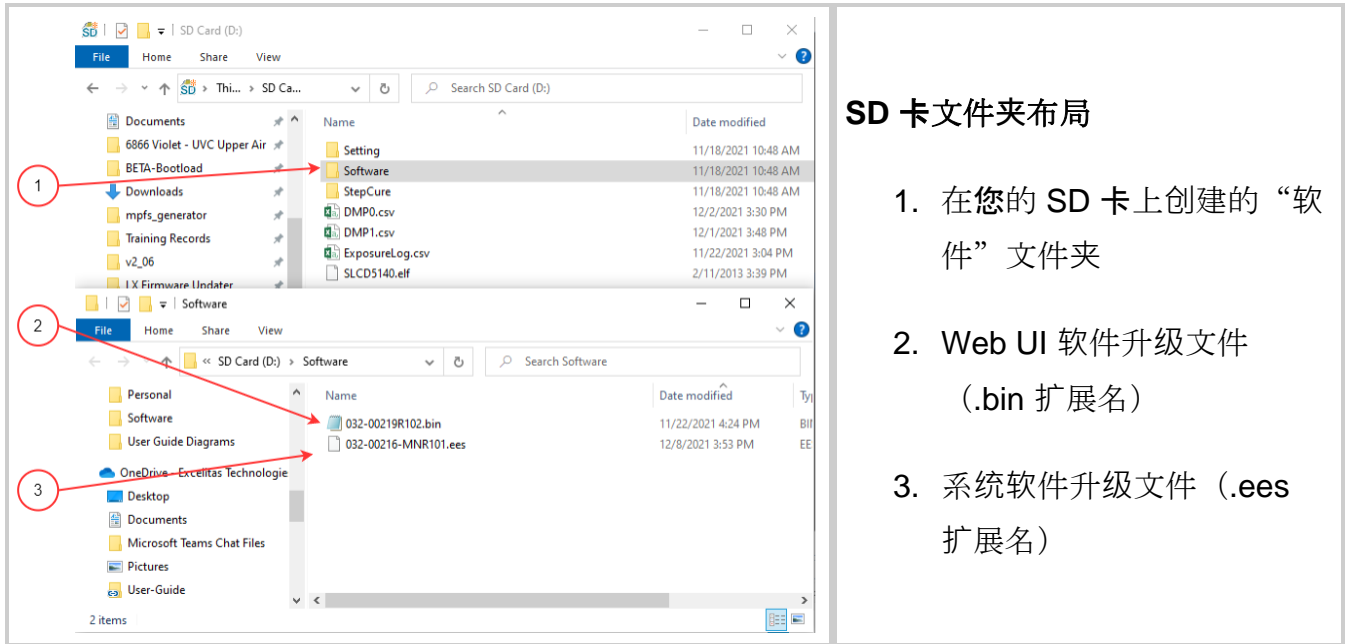 SD Card (D:)
File Home Share View
Thi... > SD Ca... Search SD Card (D:)
Documents
6866 Violet - UVC Upper Air
BETA-Bootload
Downloads
mpfs_generator
Training Records
v2_06
LX Firmware Updater
Name Date modified
Setting 11/18/2021 10:48 AM
Software 11/18/2021 10:48 AM
StepCure 11/18/2021 10:48 AM
DMP0.csv 12/2/2021 3:30 PM
DMP1.csv 12/1/2021 3:48 PM
ExposureLog.csv 11/22/2021 3:04 PM
SLCD5140.elf 2/11/2013 3:39 PM
1
Software
2
File Home Share View
« SD Card (D:) > Software Search Software
Personal
Software
User Guide Diagrams
OneDrive - Excelitas Technologie
Desktop
Documents
Microsoft Teams Chat Files
Pictures
User-Guide
Name Date modified Ty
032-00219R102.bin 11/22/2021 4:24 PM BI
032-00216-MNR101.ees 12/8/2021 3:53 PM EE
3
2 items
SD 卡文件夹布局
1. 在您的 SD 卡上创建的“软
件”文件夹
2. Web UI 软件升级文件
（.bin 扩展名）
3. 系统软件升级文件（.ees
扩展名）